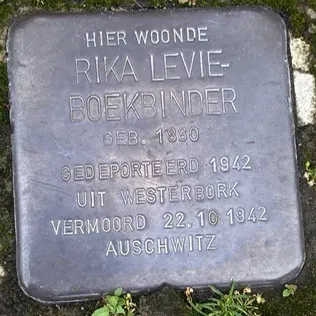 HIER WOONDE
RIKA LEVIE-
BOEKBINDER
GEB. 1880
GEDEPORTEERD 1942
UIT WESTERBORK
VERMOORD 22.10.1942
AUSCHWITZ